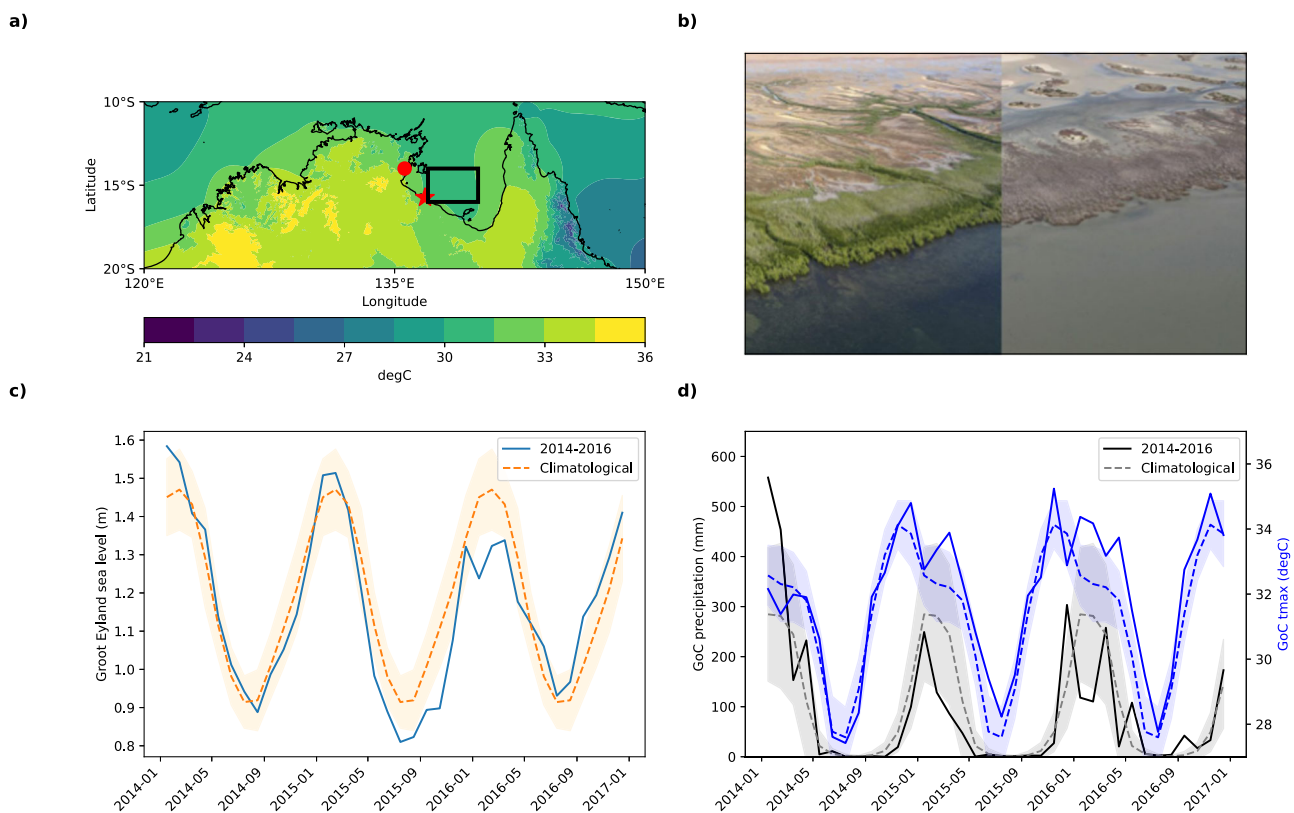 a)
b)
10°S
15°S
20°S
Latitude
120°E
135°E
150°E
Longitude
21
24
27
30
33
36
degC
c)
d)
Groot Eyland sea level (m)
1.6
1.5
1.4
1.3
1.2
1.1
1.0
0.9
0.8
2014-2016
Climatological
2014-01
2014-05
2014-09
2015-01
2015-05
2015-09
2016-01
2016-05
2016-09
2017-01
GoC precipitation (mm)
600
500
400
300
200
100
0
2014-2016
Climatological
36
34
32
30
28
GoC tmax (degC)
2014-01
2014-05
2014-09
2015-01
2015-05
2015-09
2016-01
2016-05
2016-09
2017-01